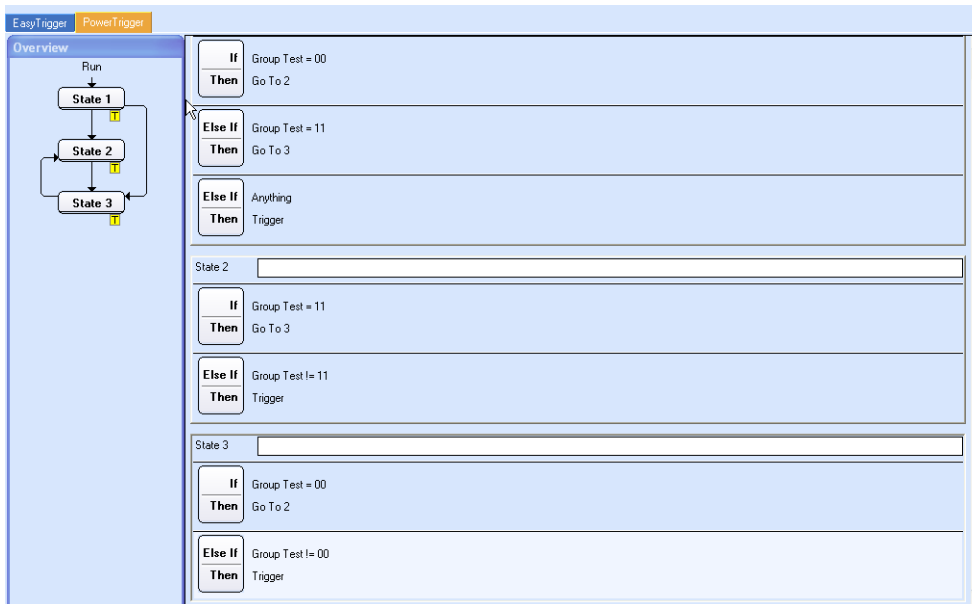 EasyTrigger PowerTrigger
Overview
Run
State 1
T
State 2
T
State 3
T
If Group Test = 00
Then Go To 2
Else If Group Test = 11
Then Go To 3
Else If Anything
Then Trigger
State 2
If Group Test = 11
Then Go To 3
Else If Group Test != 11
Then Trigger
State 3
If Group Test = 00
Then Go To 2
Else If Group Test != 00
Then Trigger